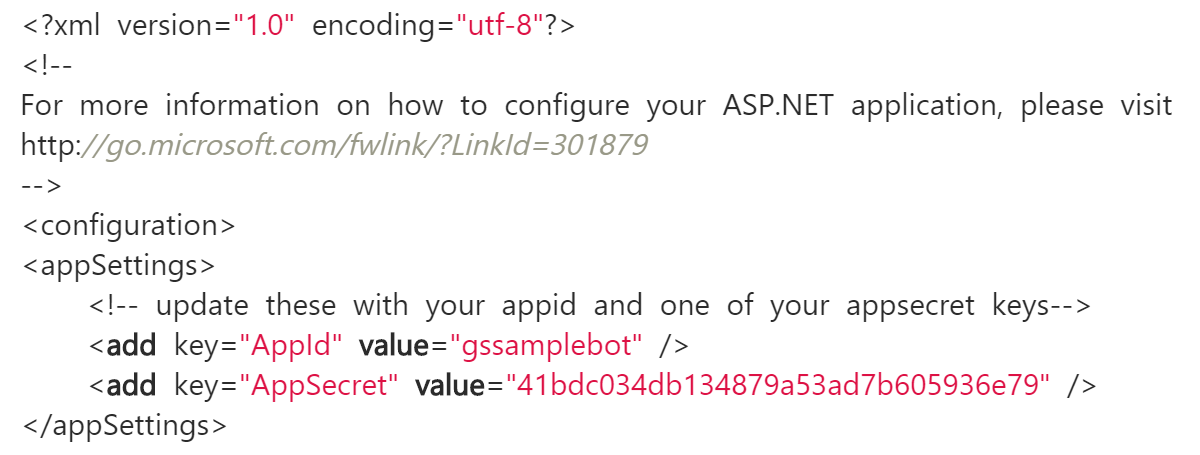 <?xml version="1.0" encoding="utf-8"?>
<!--
For more information on how to configure your ASP.NET application, please visit
http://go.microsoft.com/fwlink/?LinkId=301879
-->
<configuration>
<appSettings>
<!-- update these with your appid and one of your appsecret keys-->
<add key="AppId" value="gssamplebot" />
<add key="AppSecret" value="41bdc034db134879a53ad7b605936e79" />
</appSettings>